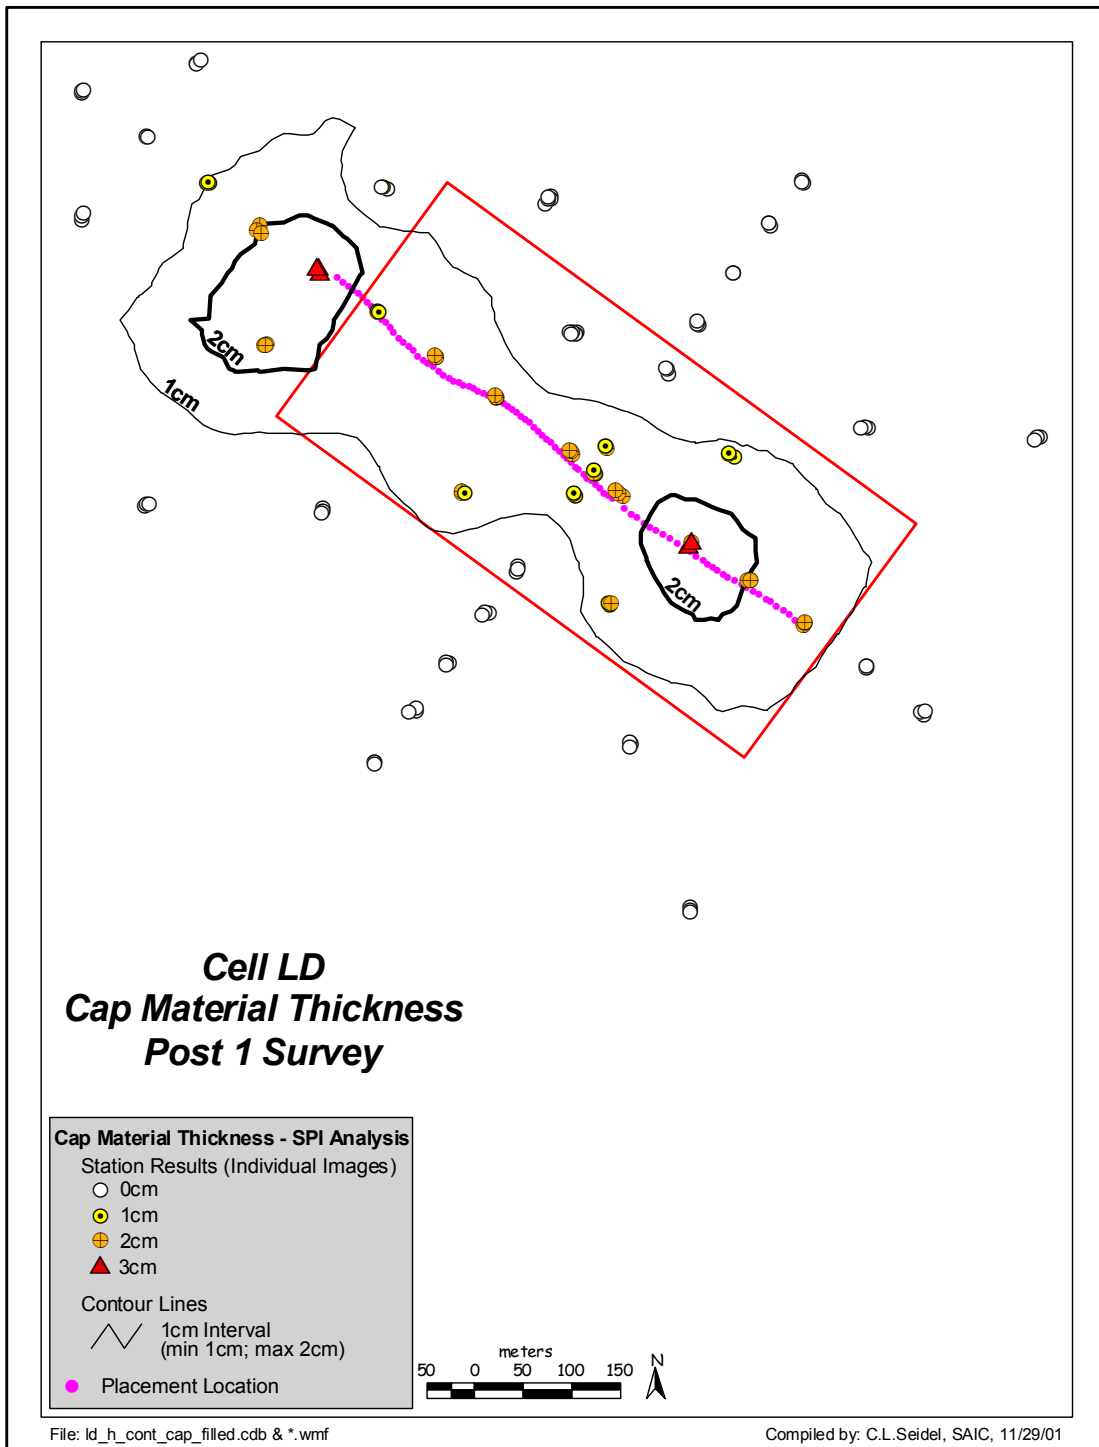 2cm
1cm
2cm
Cell LD
Cap Material Thickness
Post 1 Survey
Cap Material Thickness - SPI Analysis
Station Results (Individual Images)
0cm
1cm
2cm
3cm
Contour Lines
1cm Interval
(min 1cm; max 2cm)
Placement Location
meters
50 0 50 100 150
N
File: ld_h_cont_cap_filled.cdb & *.wmf
Compiled by: C.L.Seidel, SAIC, 11/29/01